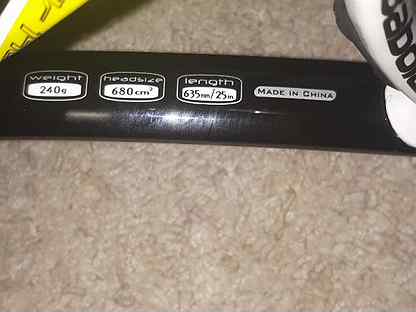 weight
240g
headsize
680cm²
length
635mm/25in
MADE IN CHINA